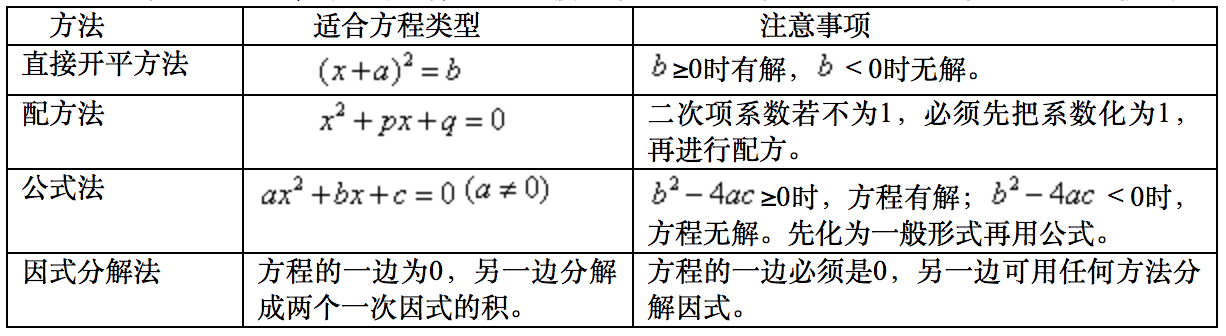 方法 适合方程类型 注意事项
直接开平方法 (x+a)²=b b≥0时有解，b＜0时无解。
配方法 x²+px+q=0 二次项系数若不为1，必须先把系数化为1，
再进行配方。
公式法 ax²+bx+c=0 (a≠0) b²−4ac≥0时，方程有解；b²−4ac＜0时，
方程无解。先化为一般形式再用公式。
因式分解法 方程的一边为0，另一边分解 方程的一边必须是0，另一边可用任何方法分
成两个一次因式的积。 解因式。